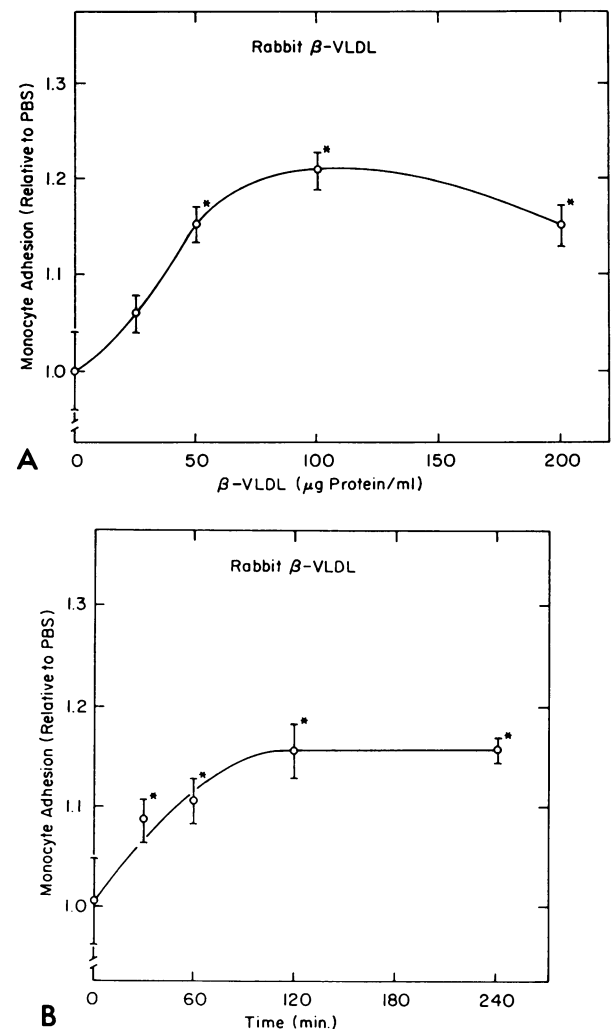 Rabbit β-VLDL
Monocyte Adhesion (Relative to PBS)
1.3
1.2
1.1
1.0
*
*
*
A
0 50 100 150 200
β-VLDL (μg Protein/ml)
Rabbit β-VLDL
Monocyte Adhesion (Relative to PBS)
1.3
1.2
1.1
1.0
*
*
*
*
B
0 60 120 180 240
Time (min.)